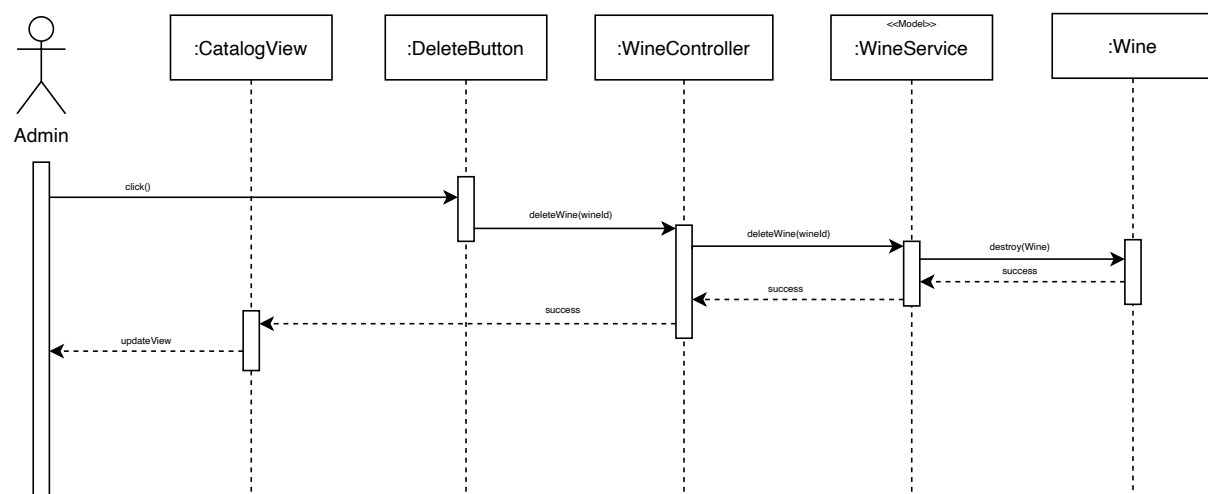 <<Model>>
:CatalogView
:DeleteButton
:WineController
:WineService
:Wine
Admin
click()
deleteWine(wineId)
deleteWine(wineId)
destroy(Wine)
success
success
success
updateView